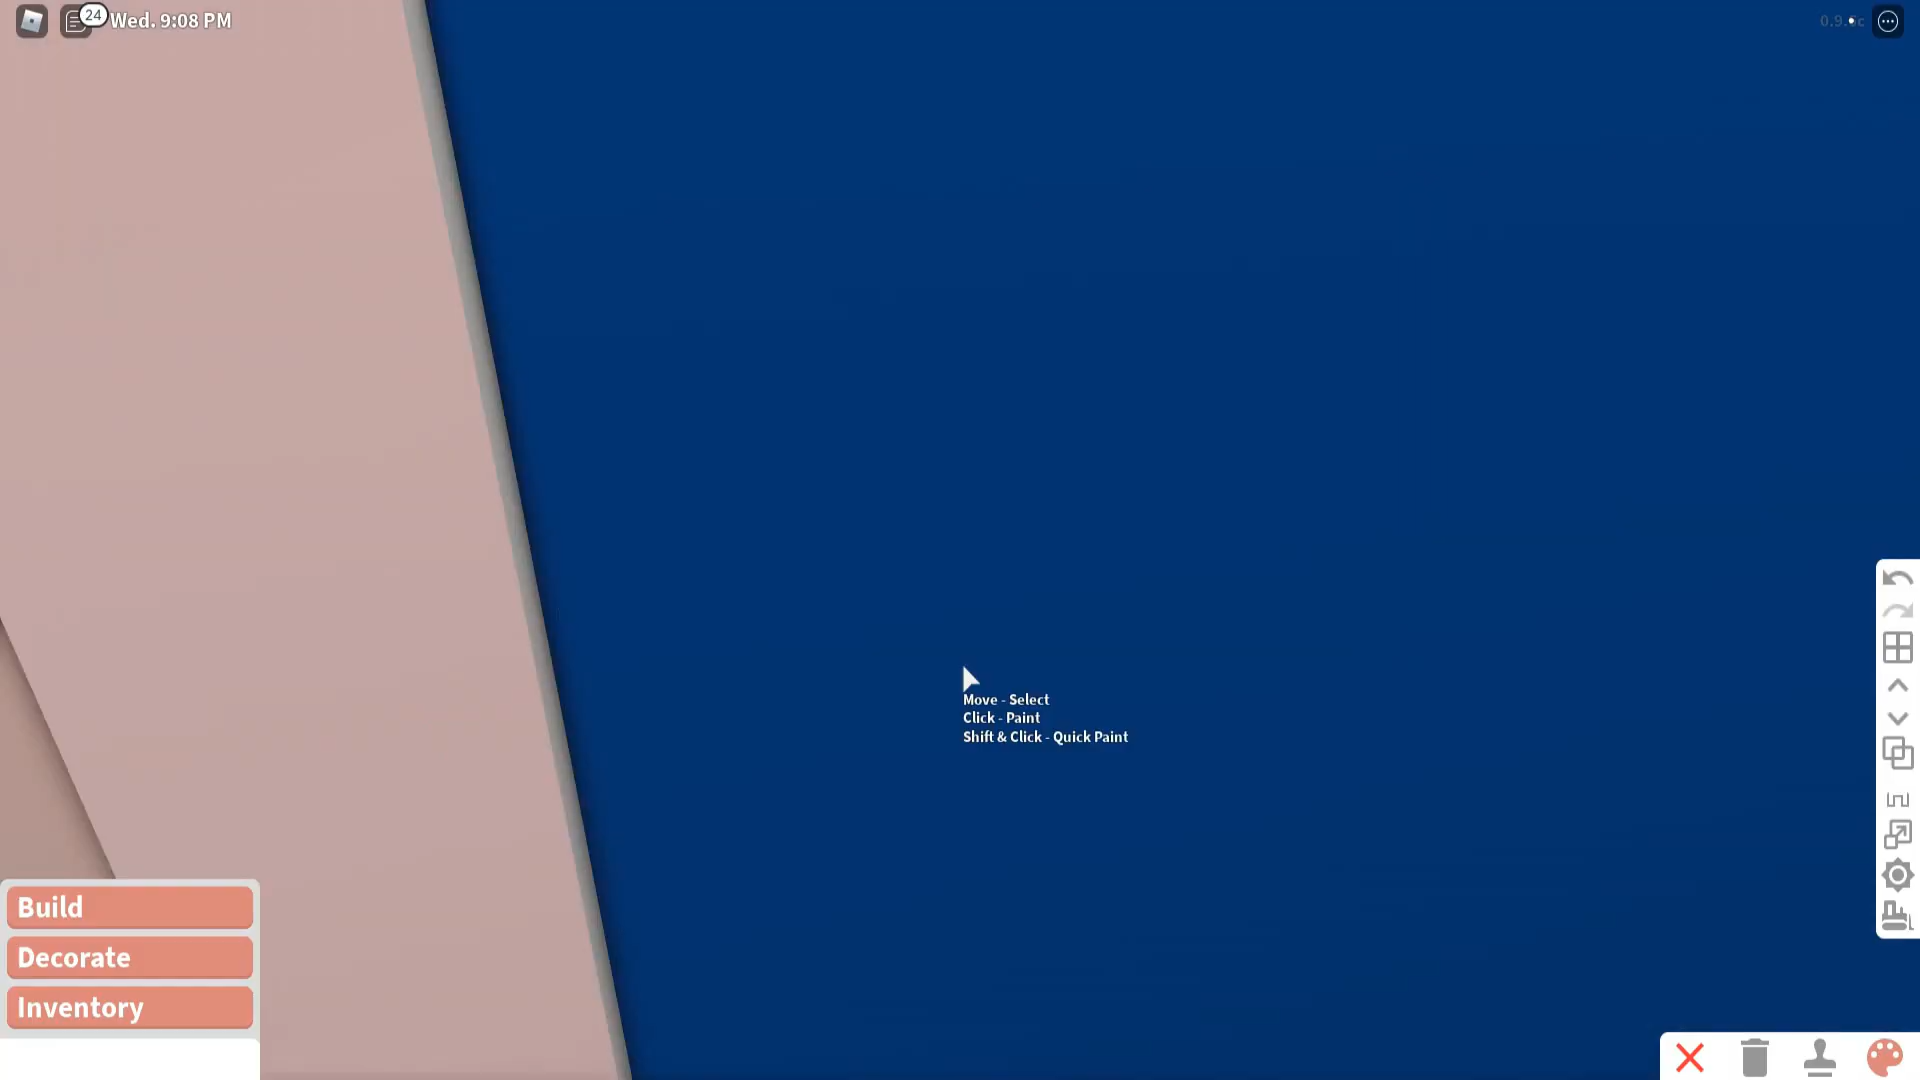 24
Wed. 9:08 PM
Move - Select
Click - Paint
Shift & Click - Quick Paint
Build
Decorate
Inventory